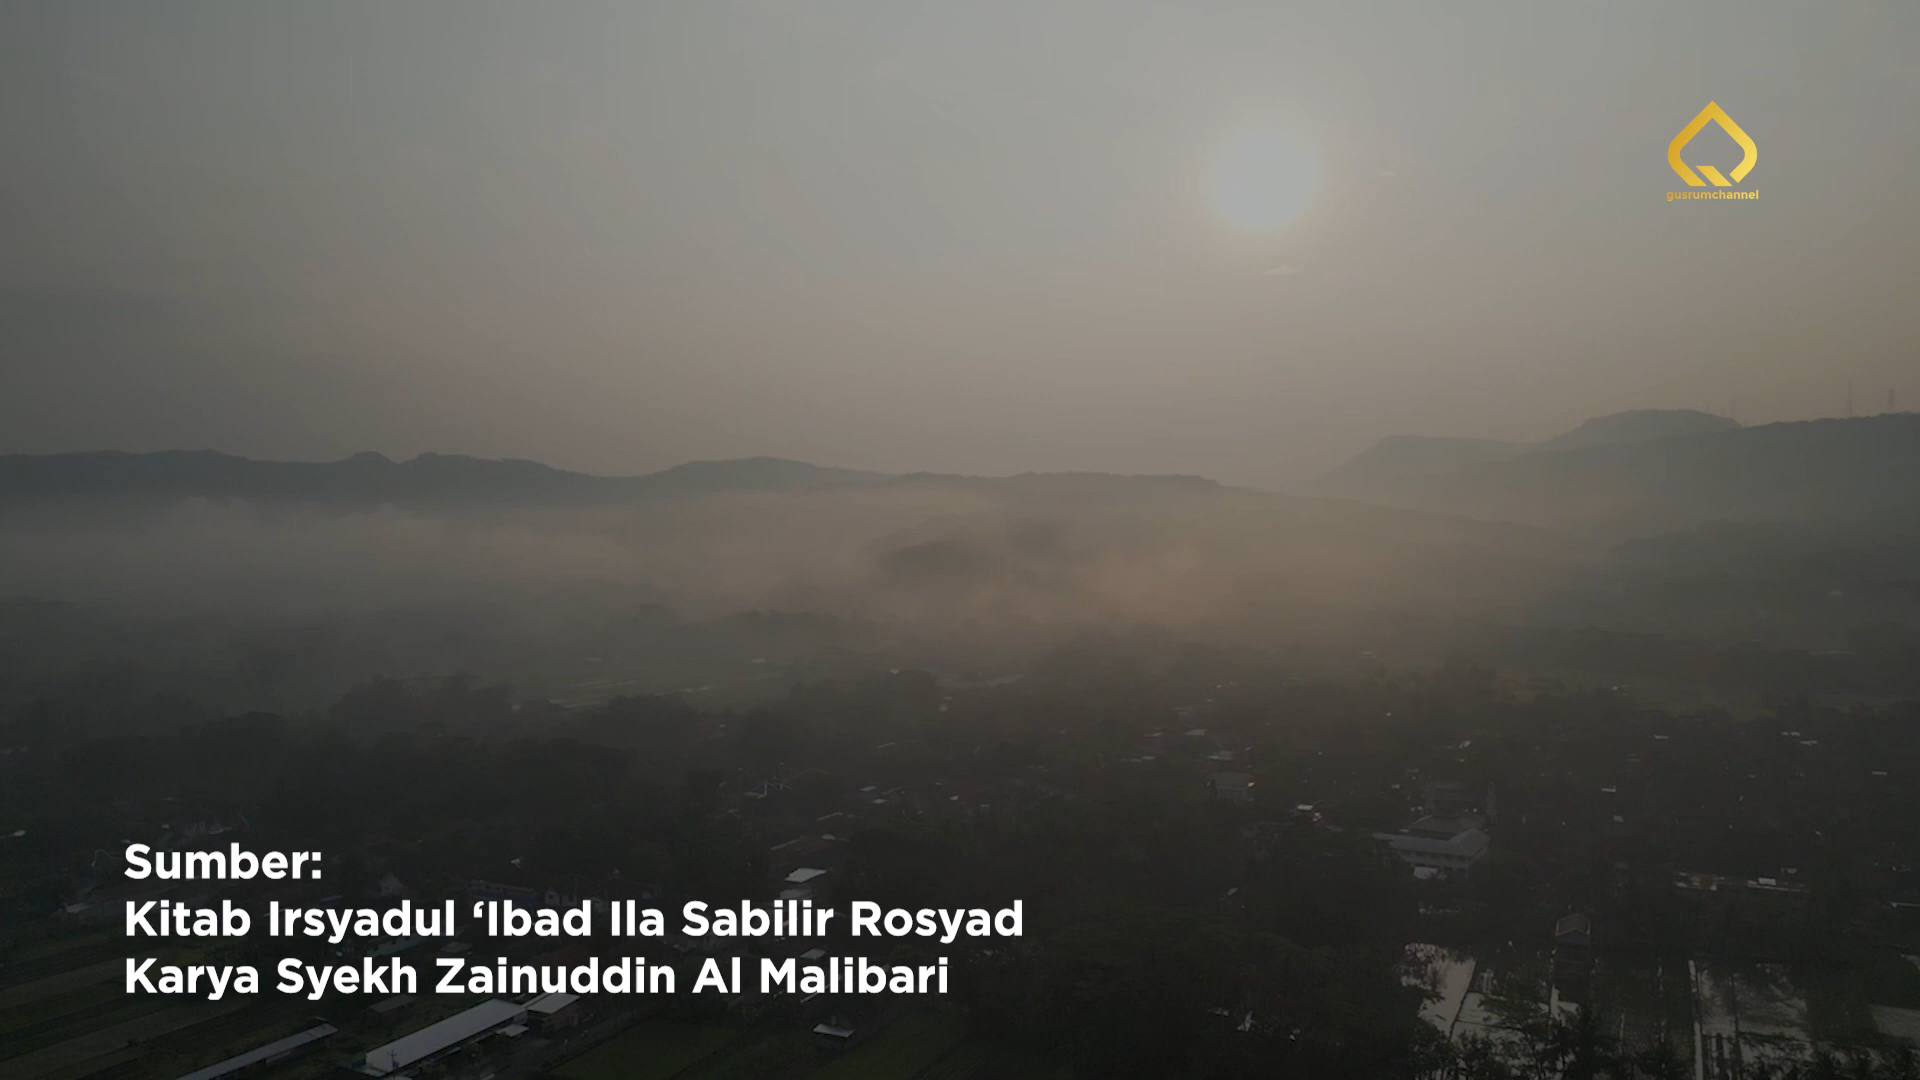 gusrumchannel
Sumber:
Kitab Irsyadul ‘Ibad Ila Sabilir Rosyad
Karya Syekh Zainuddin Al Malibari